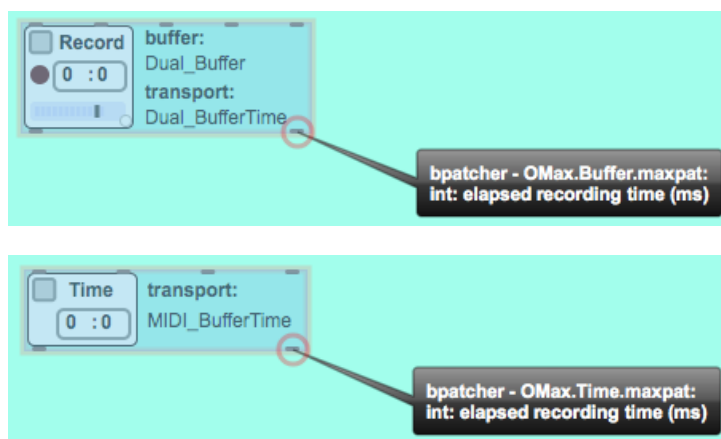 Record
0 :0
buffer:
Dual_Buffer
transport:
Dual_BufferTime
bpatcher - OMax.Buffer.maxpat:
int: elapsed recording time (ms)
Time
0 :0
transport:
MIDI_BufferTime
bpatcher - OMax.Time.maxpat:
int: elapsed recording time (ms)